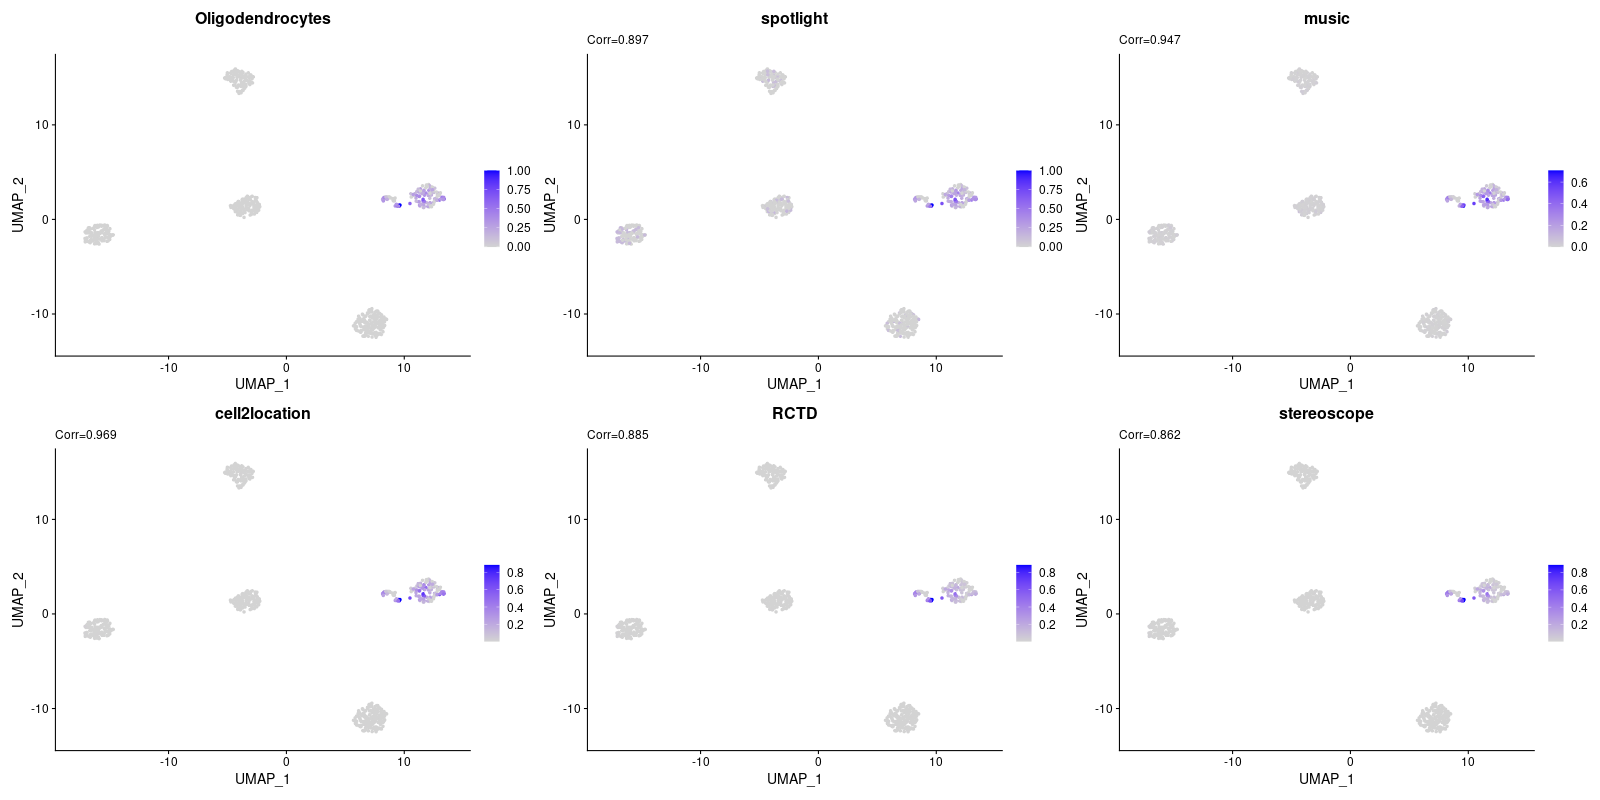 Oligodendrocytes
10
0
-10
-10
0
10
UMAP_1
UMAP_2
1.00
0.75
0.50
0.25
0.00
spotlight
Corr=0.897
10
0
-10
-10
0
10
UMAP_1
UMAP_2
1.00
0.75
0.50
0.25
0.00
music
Corr=0.947
10
0
-10
-10
0
10
UMAP_1
UMAP_2
0.6
0.4
0.2
0.0
cell2location
Corr=0.969
10
0
-10
-10
0
10
UMAP_1
UMAP_2
0.8
0.6
0.4
0.2
RCTD
Corr=0.885
10
0
-10
-10
0
10
UMAP_1
UMAP_2
0.8
0.6
0.4
0.2
stereoscope
Corr=0.862
10
0
-10
-10
0
10
UMAP_1
UMAP_2
0.8
0.6
0.4
0.2